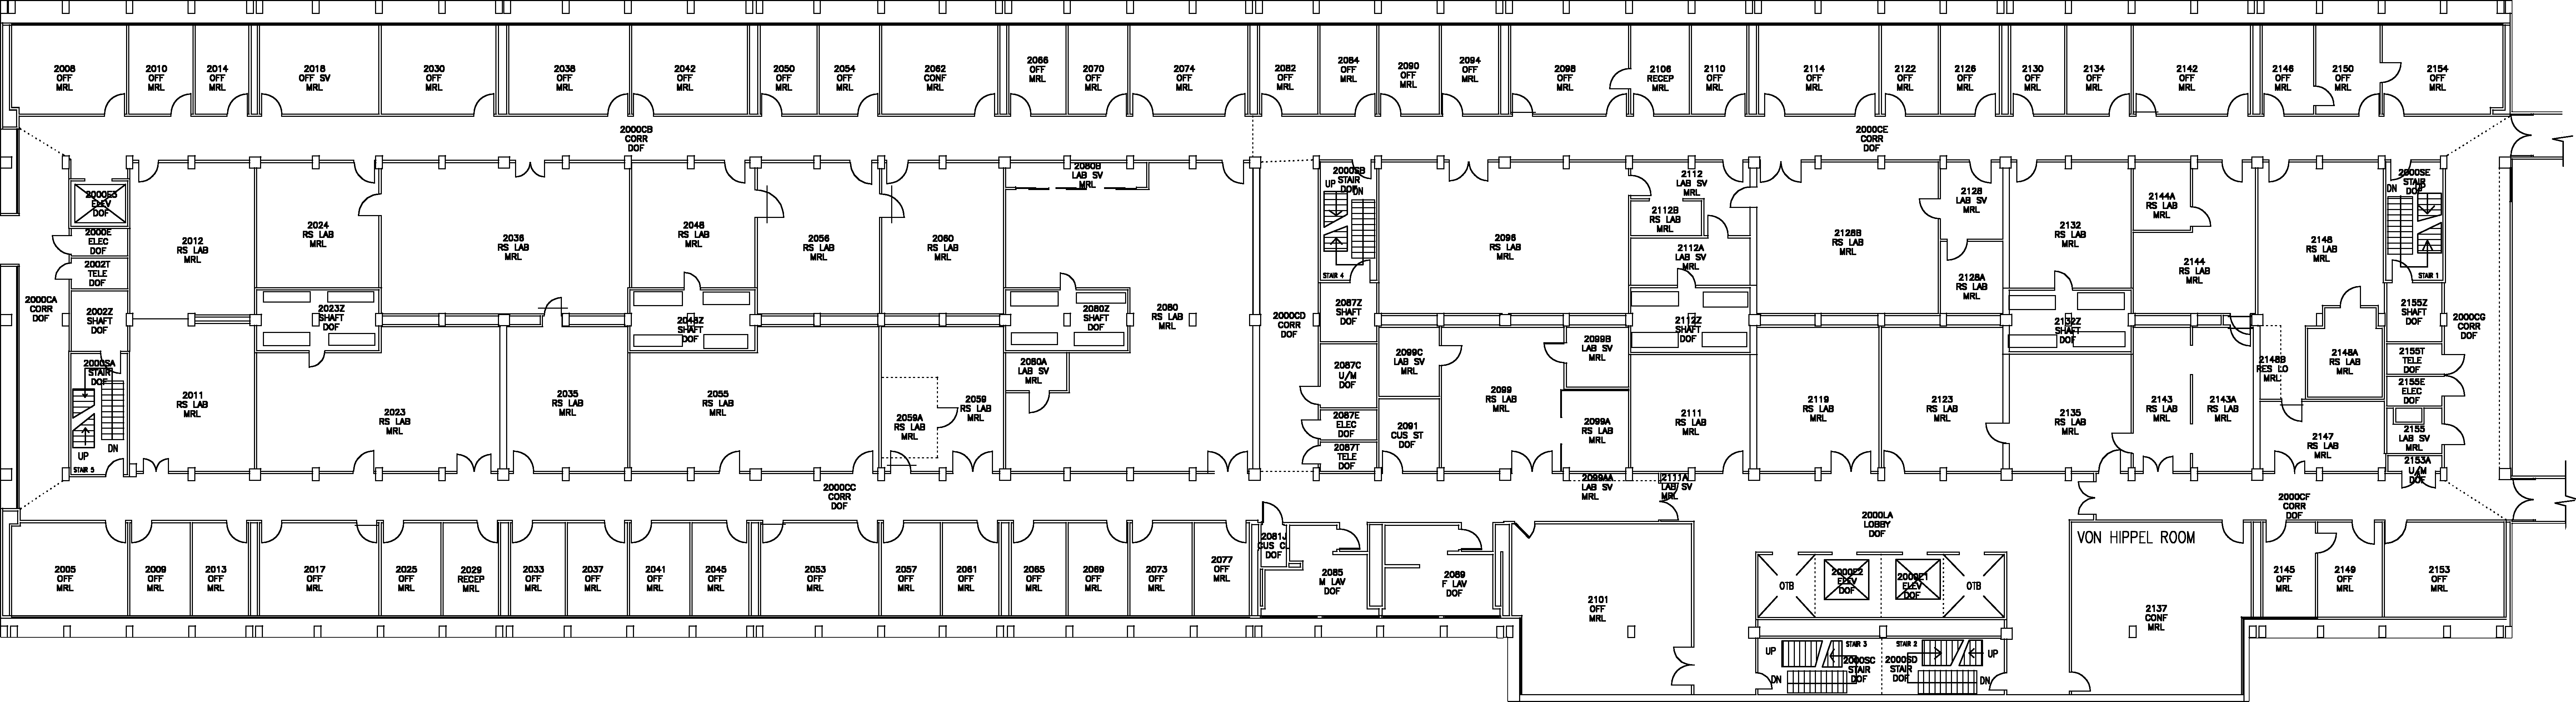 2008
OFF
MRL
2010
OFF
MRL
2014
OFF
MRL
2018
OFF SV
MRL
2030
OFF
MRL
2038
OFF
MRL
2042
OFF
MRL
2050
OFF
MRL
2054
OFF
MRL
2062
CONF
MRL
2066
OFF
MRL
2070
OFF
MRL
2074
OFF
MRL
2082
OFF
MRL
2084
OFF
MRL
2090
OFF
MRL
2094
OFF
MRL
2098
OFF
MRL
2106
RECEP
MRL
2110
OFF
MRL
2114
OFF
MRL
2122
OFF
MRL
2126
OFF
MRL
2130
OFF
MRL
2134
OFF
MRL
2142
OFF
MRL
2146
OFF
MRL
2150
OFF
MRL
2154
OFF
MRL
2000CB
CORR
DOF
2000CE
CORR
DOF
2000E3
ELEV
DOF
2000E
ELEC
DOF
2002T
TELE
DOF
2002Z
SHAFT
DOF
2000CA
CORR
DOF
2000SA
STAIR
DOF
UP
DN
STAIR 5
2012
RS LAB
MRL
2024
RS LAB
MRL
2036
RS LAB
MRL
2048
RS LAB
MRL
2056
RS LAB
MRL
2060
RS LAB
MRL
2080B
LAB SV
MRL
2080
RS LAB
MRL
2023Z
SHAFT
DOF
2048Z
SHAFT
DOF
2080Z
SHAFT
DOF
2080A
LAB SV
MRL
2011
RS LAB
MRL
2023
RS LAB
MRL
2035
RS LAB
MRL
2055
RS LAB
MRL
2059A
RS LAB
MRL
2059
RS LAB
MRL
2000CD
CORR
DOF
2000SB
STAIR
DOF
UP
DN
STAIR 4
2087Z
SHAFT
DOF
2087C
U/M
DOF
2087E
ELEC
DOF
2087T
TELE
DOF
2096
RS LAB
MRL
2099C
LAB SV
MRL
2091
CUS ST
DOF
2099
RS LAB
MRL
2099B
LAB SV
MRL
2099A
RS LAB
MRL
2112
LAB SV
MRL
2112B
RS LAB
MRL
2112A
LAB SV
MRL
2112Z
SHAFT
DOF
2111
RS LAB
MRL
2128B
RS LAB
MRL
2128
LAB SV
MRL
2128A
RS LAB
MRL
2119
RS LAB
MRL
2123
RS LAB
MRL
2132
RS LAB
MRL
2132Z
SHAFT
DOF
2135
RS LAB
MRL
2144A
RS LAB
MRL
2144
RS LAB
MRL
2143
RS LAB
MRL
2143A
RS LAB
MRL
2148
RS LAB
MRL
2148B
RES LO
MRL
2148A
RS LAB
MRL
2147
RS LAB
MRL
2000SE
STAIR
DOF
DN
STAIR 1
2155Z
SHAFT
DOF
2155T
TELE
DOF
2155E
ELEC
DOF
2155
LAB SV
MRL
2153A
U/M
DOF
2000CG
CORR
DOF
2000CC
CORR
DOF
2099AA
LAB SV
MRL
2111A
LAB SV
MRL
2000LA
LOBBY
DOF
2000CF
CORR
DOF
2005
OFF
MRL
2009
OFF
MRL
2013
OFF
MRL
2017
OFF
MRL
2025
OFF
MRL
2029
RECEP
MRL
2033
OFF
MRL
2037
OFF
MRL
2041
OFF
MRL
2045
OFF
MRL
2053
OFF
MRL
2057
OFF
MRL
2061
OFF
MRL
2065
OFF
MRL
2069
OFF
MRL
2073
OFF
MRL
2077
OFF
MRL
2081J
CUS CL
DOF
2085
M LAV
DOF
2089
F LAV
DOF
2101
OFF
MRL
OTB
2000E2
ELEV
DOF
2000E1
ELEV
DOF
OTB
UP
DN
STAIR 3
2000SC
STAIR
DOF
STAIR 2
2000SD
STAIR
DOF
UP
DN
VON HIPPEL ROOM
2137
CONF
MRL
2145
OFF
MRL
2149
OFF
MRL
2153
OFF
MRL